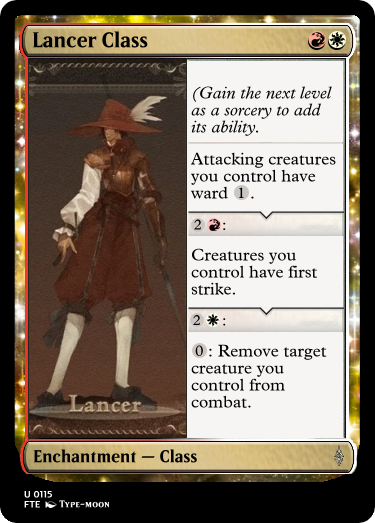 Lancer Class
(Gain the next level
as a sorcery to add
its ability.
Attacking creatures
you control have
ward 1.
2 :
Creatures you
control have first
strike.
2 :
0: Remove target
creature you
control from
combat.
Lancer
Enchantment — Class
U 0115
FTE Type-moon